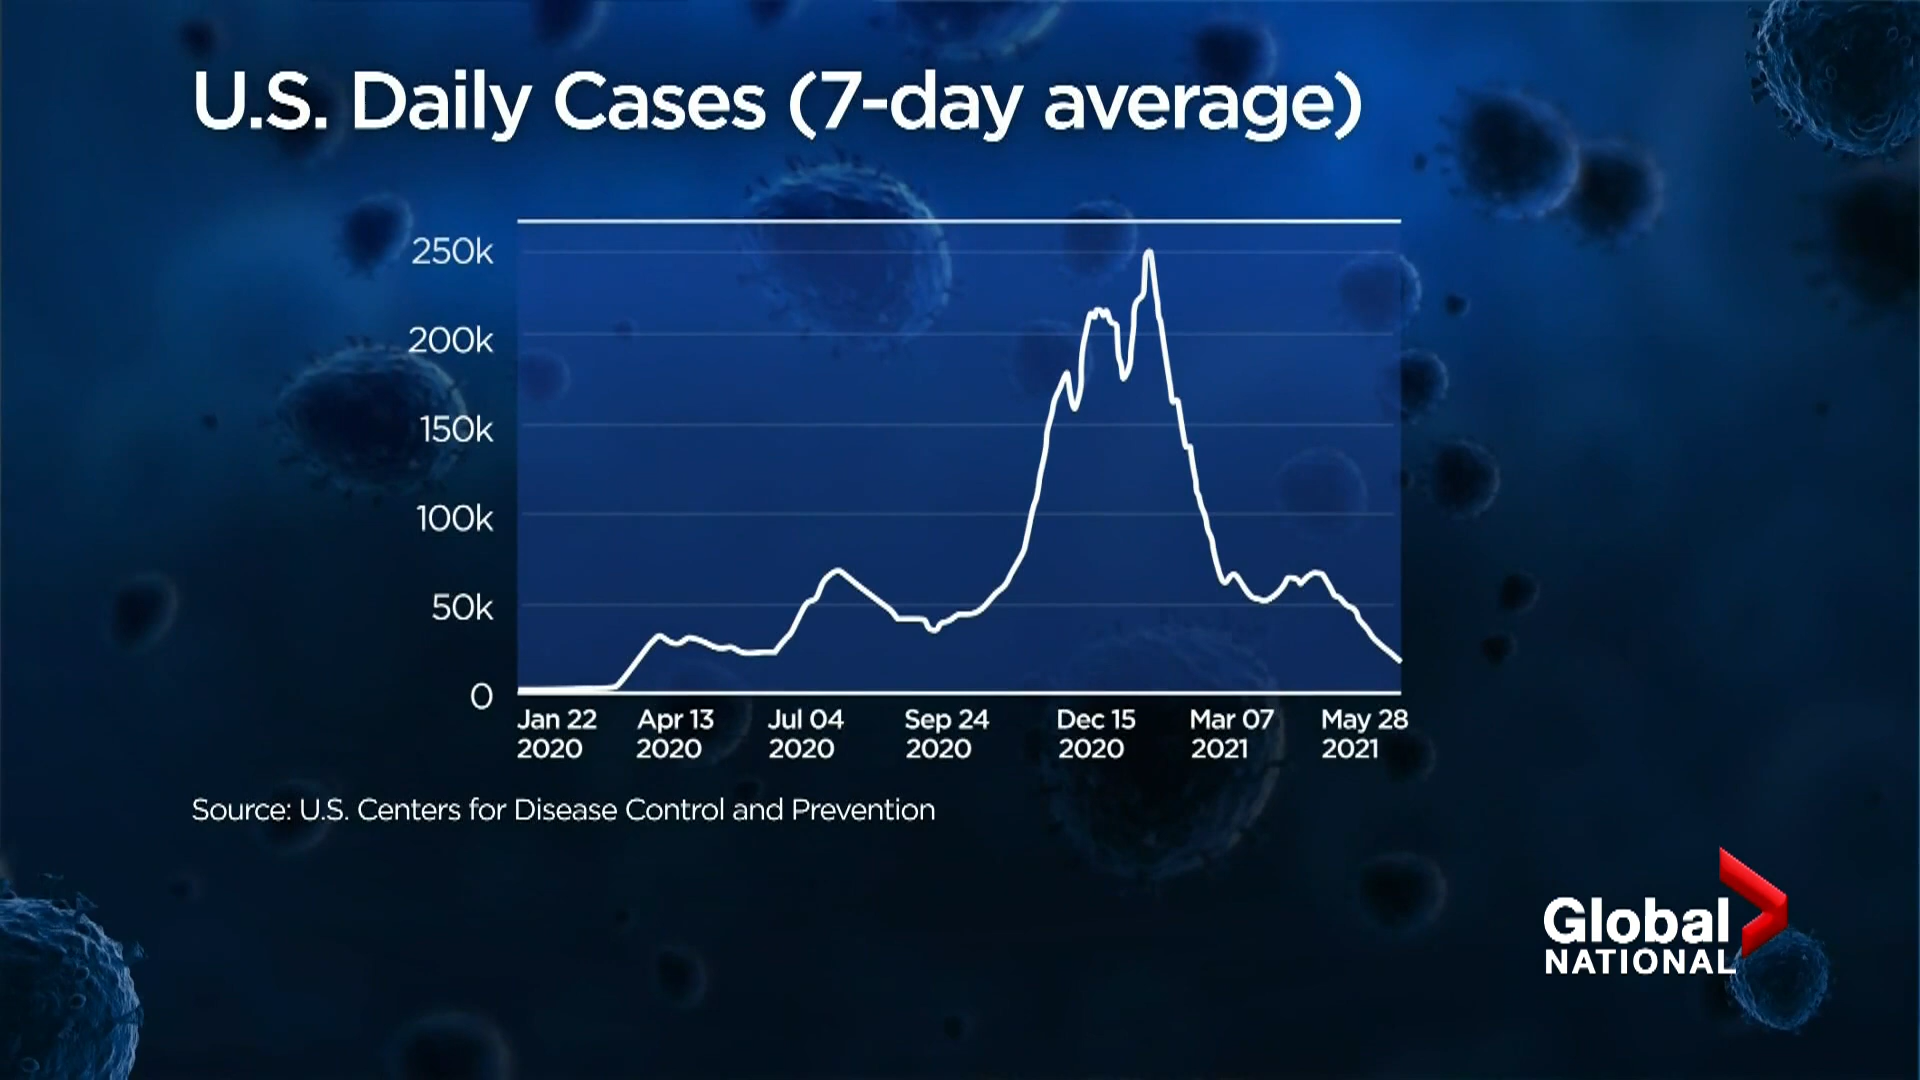 U.S. Daily Cases (7-day average)
250k
200k
150k
100k
50k
0
Jan 22 Apr 13 Jul 04 Sep 24 Dec 15 Mar 07 May 28
2020 2020 2020 2020 2020 2021 2021
Source: U.S. Centers for Disease Control and Prevention
Global
NATIONAL